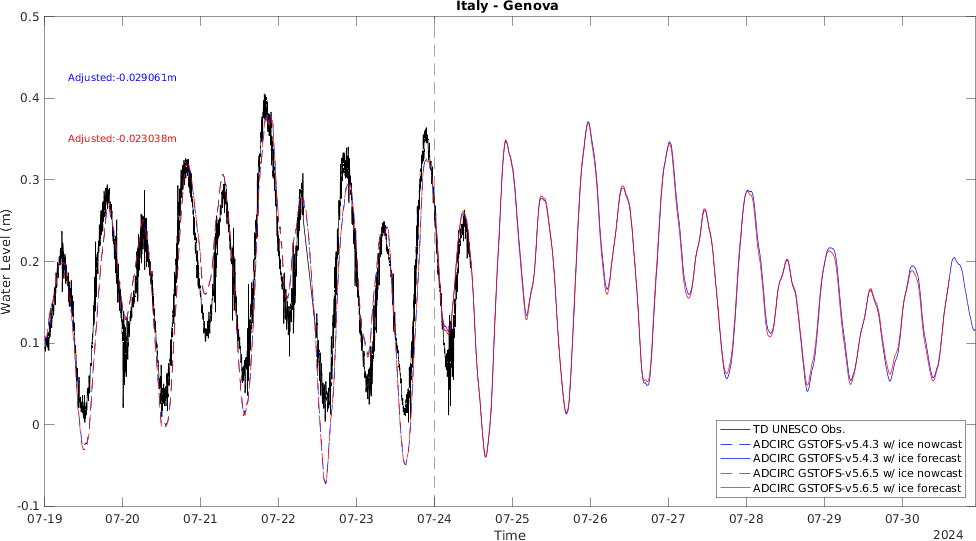 Italy - Genova
0.5
Adjusted:-0.029061m
0.4
Adjusted:-0.023038m
0.3
Water Level (m)
0.2
0.1
0
-0.1
TD UNESCO Obs.
ADCIRC GSTOFS-v5.4.3 w/ ice nowcast
ADCIRC GSTOFS-v5.4.3 w/ ice forecast
ADCIRC GSTOFS-v5.6.5 w/ ice nowcast
ADCIRC GSTOFS-v5.6.5 w/ ice forecast
07-19 07-20 07-21 07-22 07-23 07-24 07-25 07-26 07-27 07-28 07-29 07-30
Time
2024